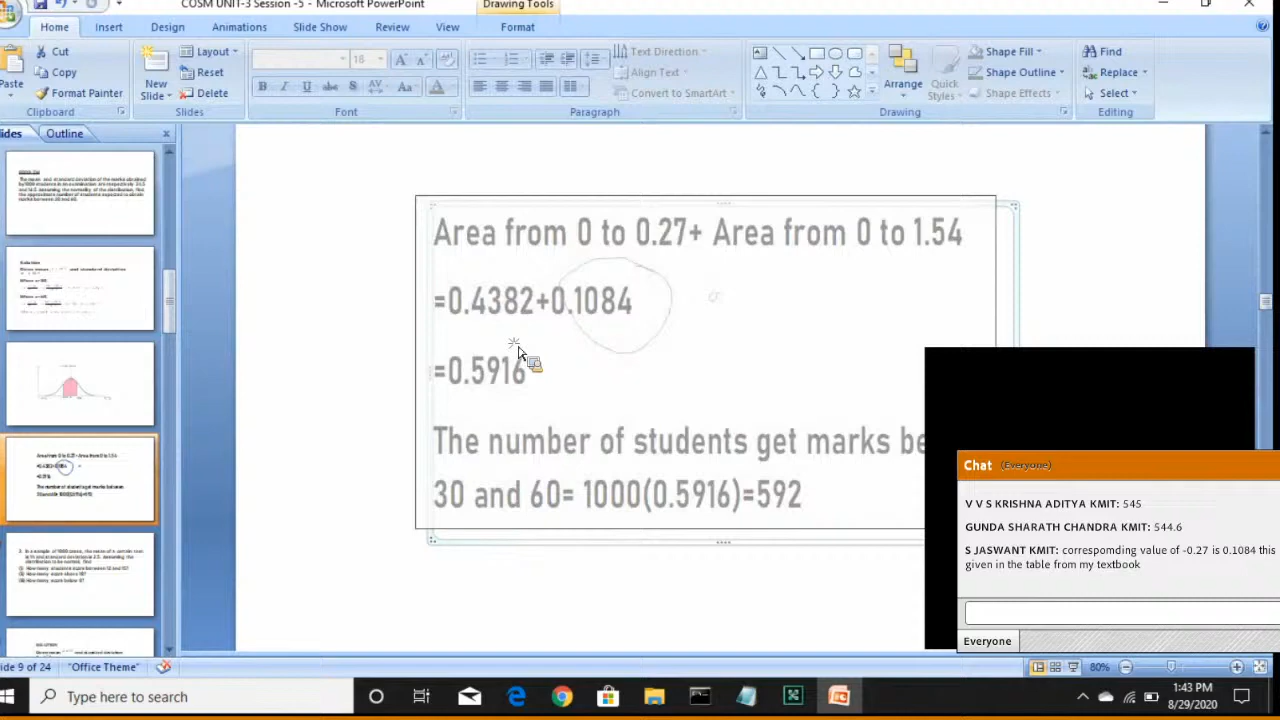 COSM UNIT-3 Session -5 - Microsoft PowerPoint
Drawing Tools
Home
Insert
Design
Animations
Slide Show
Review
View
Format
Cut
Copy
Format Painter
Paste
Clipboard
New
Slide
Layout
Reset
Delete
Slides
18
Font
Text Direction
Align Text
Convert to SmartArt
Paragraph
Arrange
Quick
Styles
Shape Fill
Shape Outline
Shape Effects
Drawing
Find
Replace
Select
Editing
Outline
Area from 0 to 0.27+ Area from 0 to 1.54
=0.4382+0.1084
=0.5916
The number of students get marks be
30 and 60= 1000(0.5916)=592
Chat (Everyone)
V V S KRISHNA ADITYA KMIT: 545
GUNDA SHARATH CHANDRA KMIT: 544.6
S JASWANT KMIT: corresponding value of -0.27 is 0.1084 this
given in the table from my textbook
Everyone
lide 9 of 24
"Office Theme"
80%
Type here to search
1:43 PM
8/29/2020